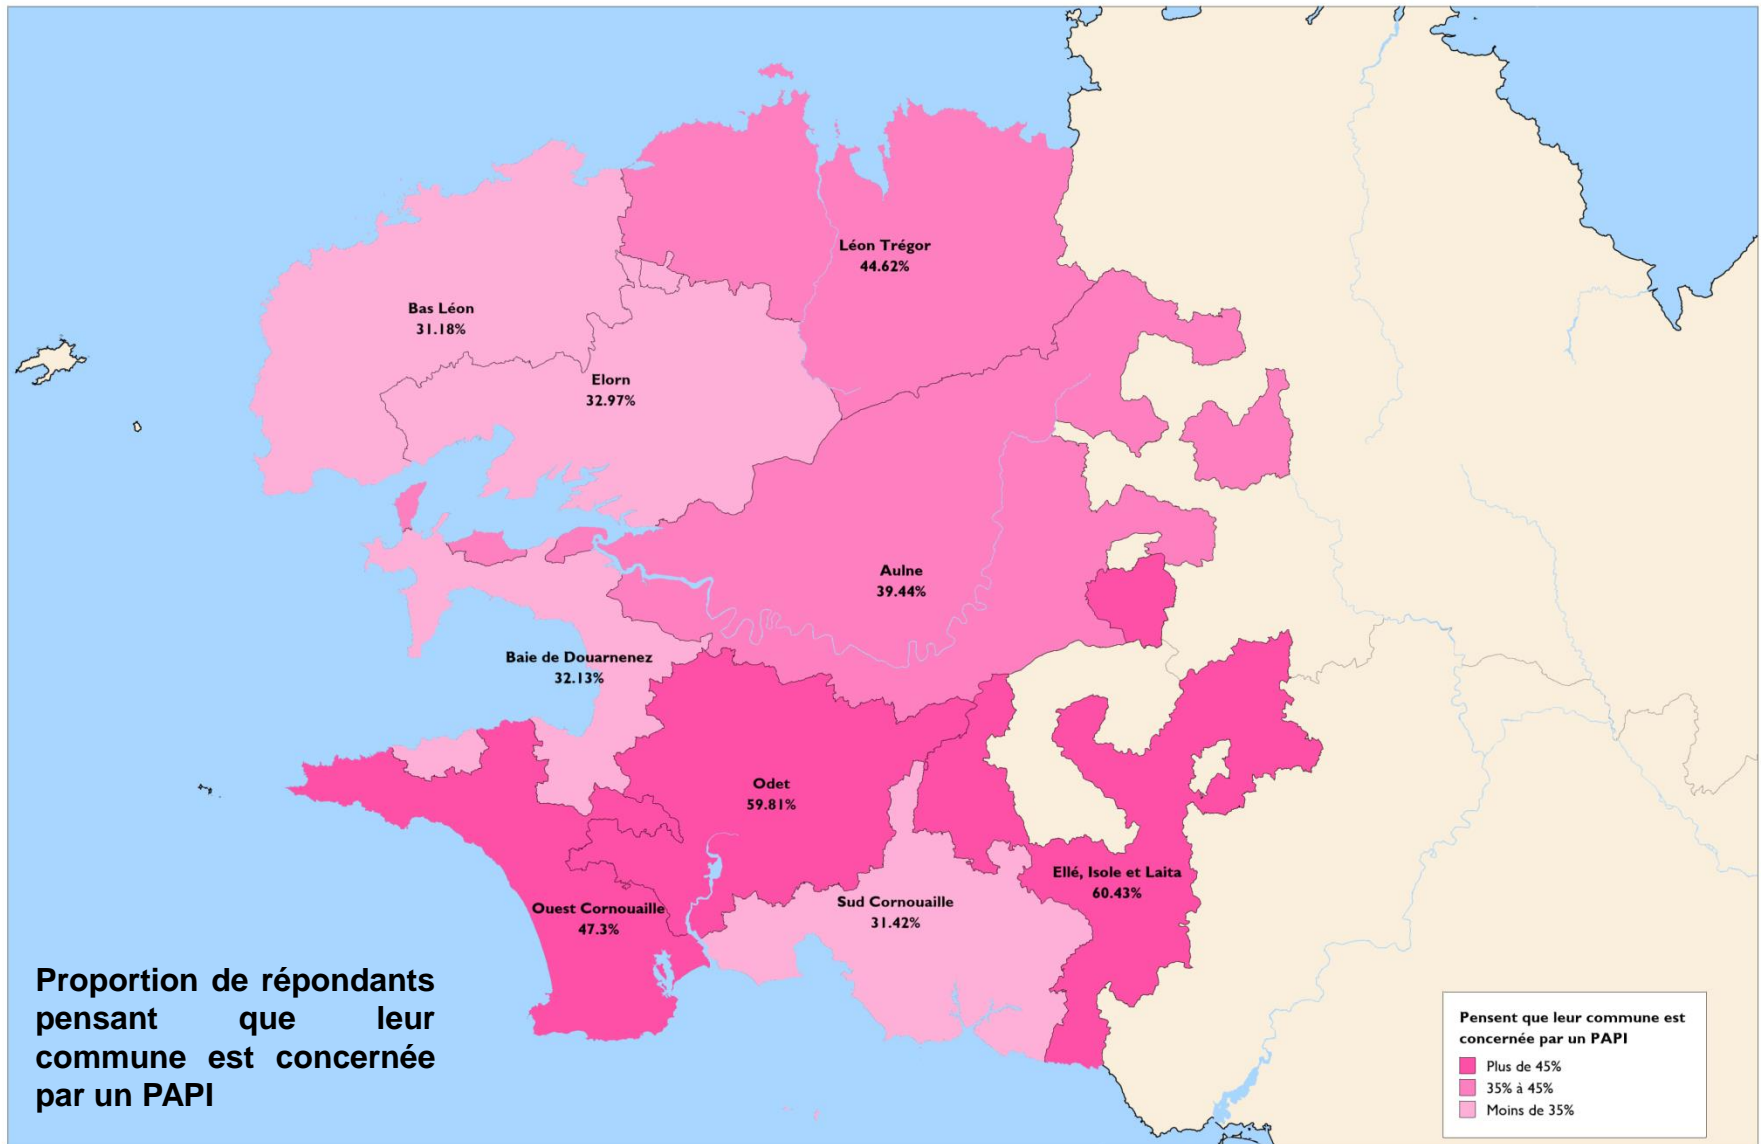 Léon Trégor
44.62%
Bas Léon
31.18%
Elorn
32.97%
Aulne
39.44%
Baie de Douarnenez
32.13%
Odet
59.81%
Ellé, Isole et Laita
60.43%
Sud Cornouaille
31.42%
Ouest Cornouaille
47.3%
Proportion de répondants
pensant que leur
commune est concernée
par un PAPI
Pensent que leur commune est
concernée par un PAPI
Plus de 45%
35% à 45%
Moins de 35%